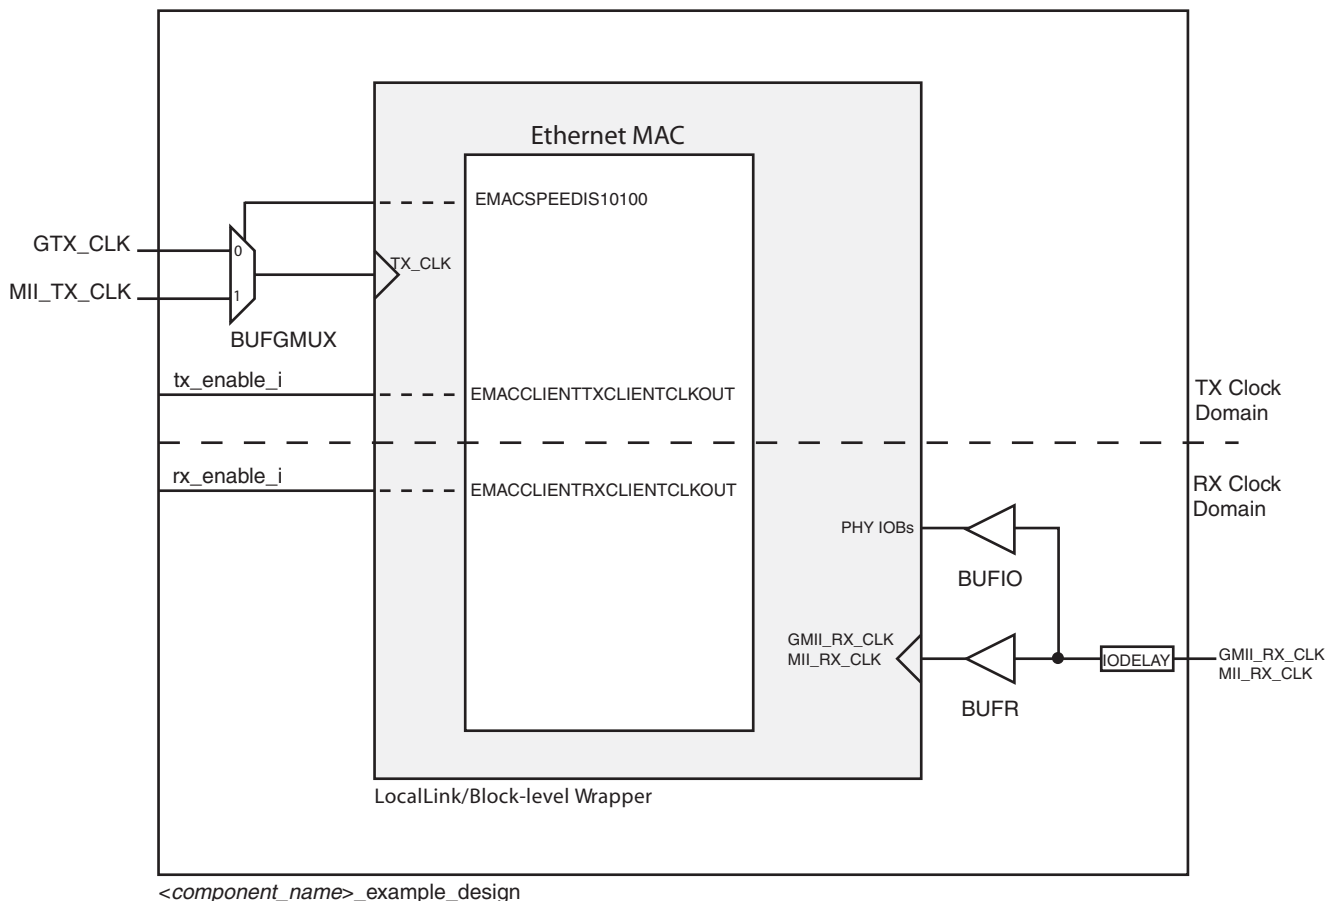 Ethernet MAC
EMACSPEEDIS10100
GTX_CLK
0
TX_CLK
MII_TX_CLK
1
BUFGMUX
tx_enable_i
EMACCLIENTTXCLIENTCLKOUT
TX Clock
Domain
rx_enable_i
EMACCLIENTRXCLIENTCLKOUT
RX Clock
Domain
PHY IOBs
BUFIO
GMII_RX_CLK
MII_RX_CLK
IODELAY
GMII_RX_CLK
MII_RX_CLK
BUFR
LocalLink/Block-level Wrapper
<component_name>_example_design